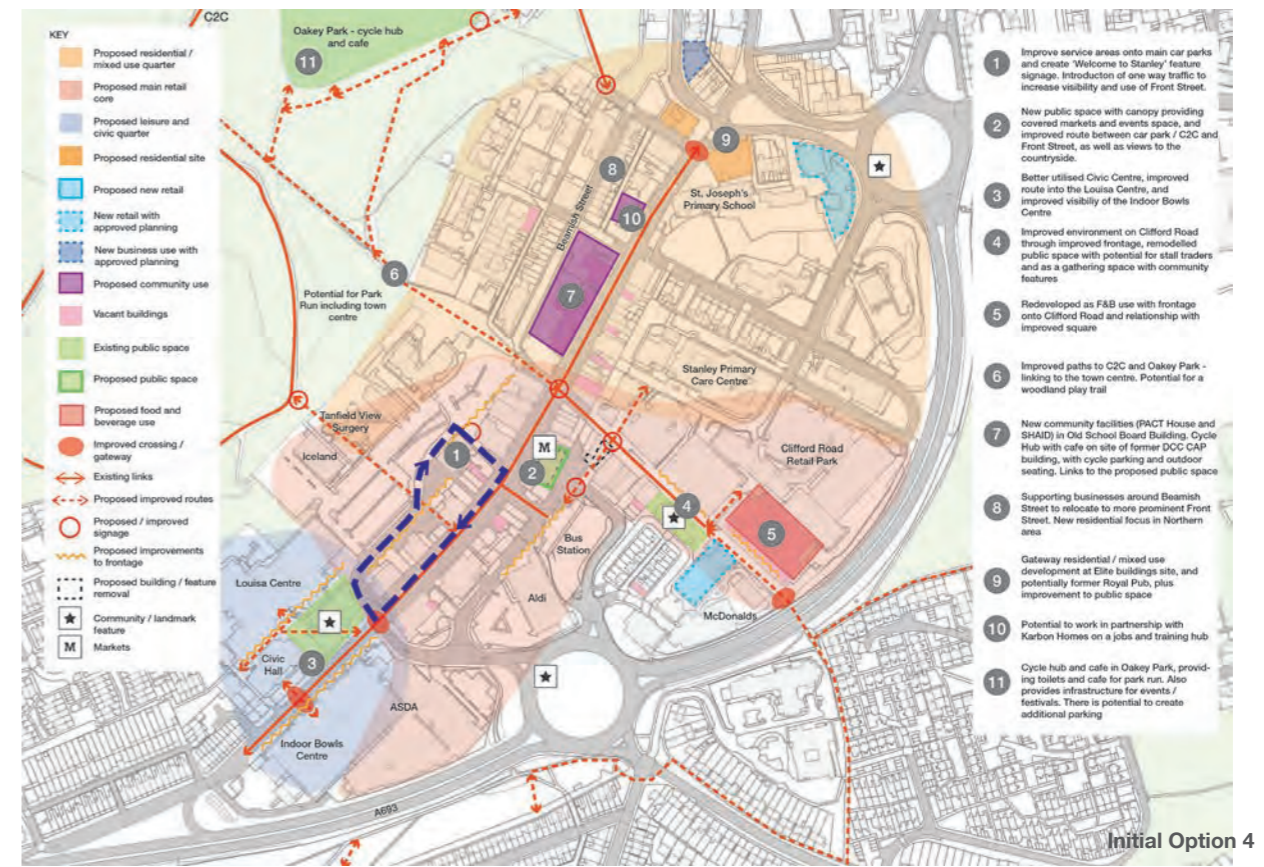 C2C
KEY
Proposed residential /
mixed use quarter
Proposed main retail
core
Proposed leisure and
civic quarter
Proposed residential site
Proposed new retail
New retail with
approved planning
New business use with
approved planning
Proposed community use
Vacant buildings
Existing public space
Proposed public space
Proposed food and
beverage use
Improved crossing /
gateway
Existing links
Proposed improved routes
Proposed / improved
signage
Proposed improvements
to frontage
Proposed building / feature
removal
Community / landmark
feature
M
Markets
Oakey Park - cycle hub
and cafe
11
9
8
St. Joseph's
Primary School
10
Beamish Street
6
7
Potential for Park
Run including town
centre
Stanley Primary
Care Centre
Tanfield View
Surgery
Iceland
1
M
2
Clifford Road
Retail Park
4
5
Bus
Station
Louisa Centre
Aldi
McDonalds
Civic
Hall
3
ASDA
Indoor Bowls
Centre
A693
1
Improve service areas onto main car parks
and create 'Welcome to Stanley' feature
signage. Introducton of one way traffic to
increase visibility and use of Front Street.
2
New public space with canopy providing
covered markets and events space, and
improved route between car park / C2C and
Front Street, as well as views to the
countryside.
3
Better utilised Civic Centre, improved
route into the Louisa Centre, and
improved visibiliy of the Indoor Bowls
Centre
4
Improved environment on Clifford Road
through improved frontage, remodelled
public space with potential for stall traders
and as a gathering space with community
features
5
Redeveloped as F&B use with frontage
onto Clifford Road and relationship with
improved square
6
Improved paths to C2C and Oakey Park -
linking to the town centre. Potential for a
woodland play trail
7
New community facilities (PACT House and
SHAID) in Old School Board Building. Cycle
Hub with cafe on site of former DCC CAP
building, with cycle parking and outdoor
seating. Links to the proposed public space
8
Supporting businesses around Beamish
Street to relocate to more prominent Front
Street. New residential focus in Northern
area
9
Gateway residential / mixed use
development at Elite buildings site, and
potentially former Royal Pub, plus
improvement to public space
10
Potential to work in partnership with
Karbon Homes on a jobs and training hub
11
Cycle hub and cafe in Oakey Park, provid-
ing toilets and cafe for park run. Also
provides infrastructure for events /
festivals. There is potential to create
additional parking
Initial Option 4